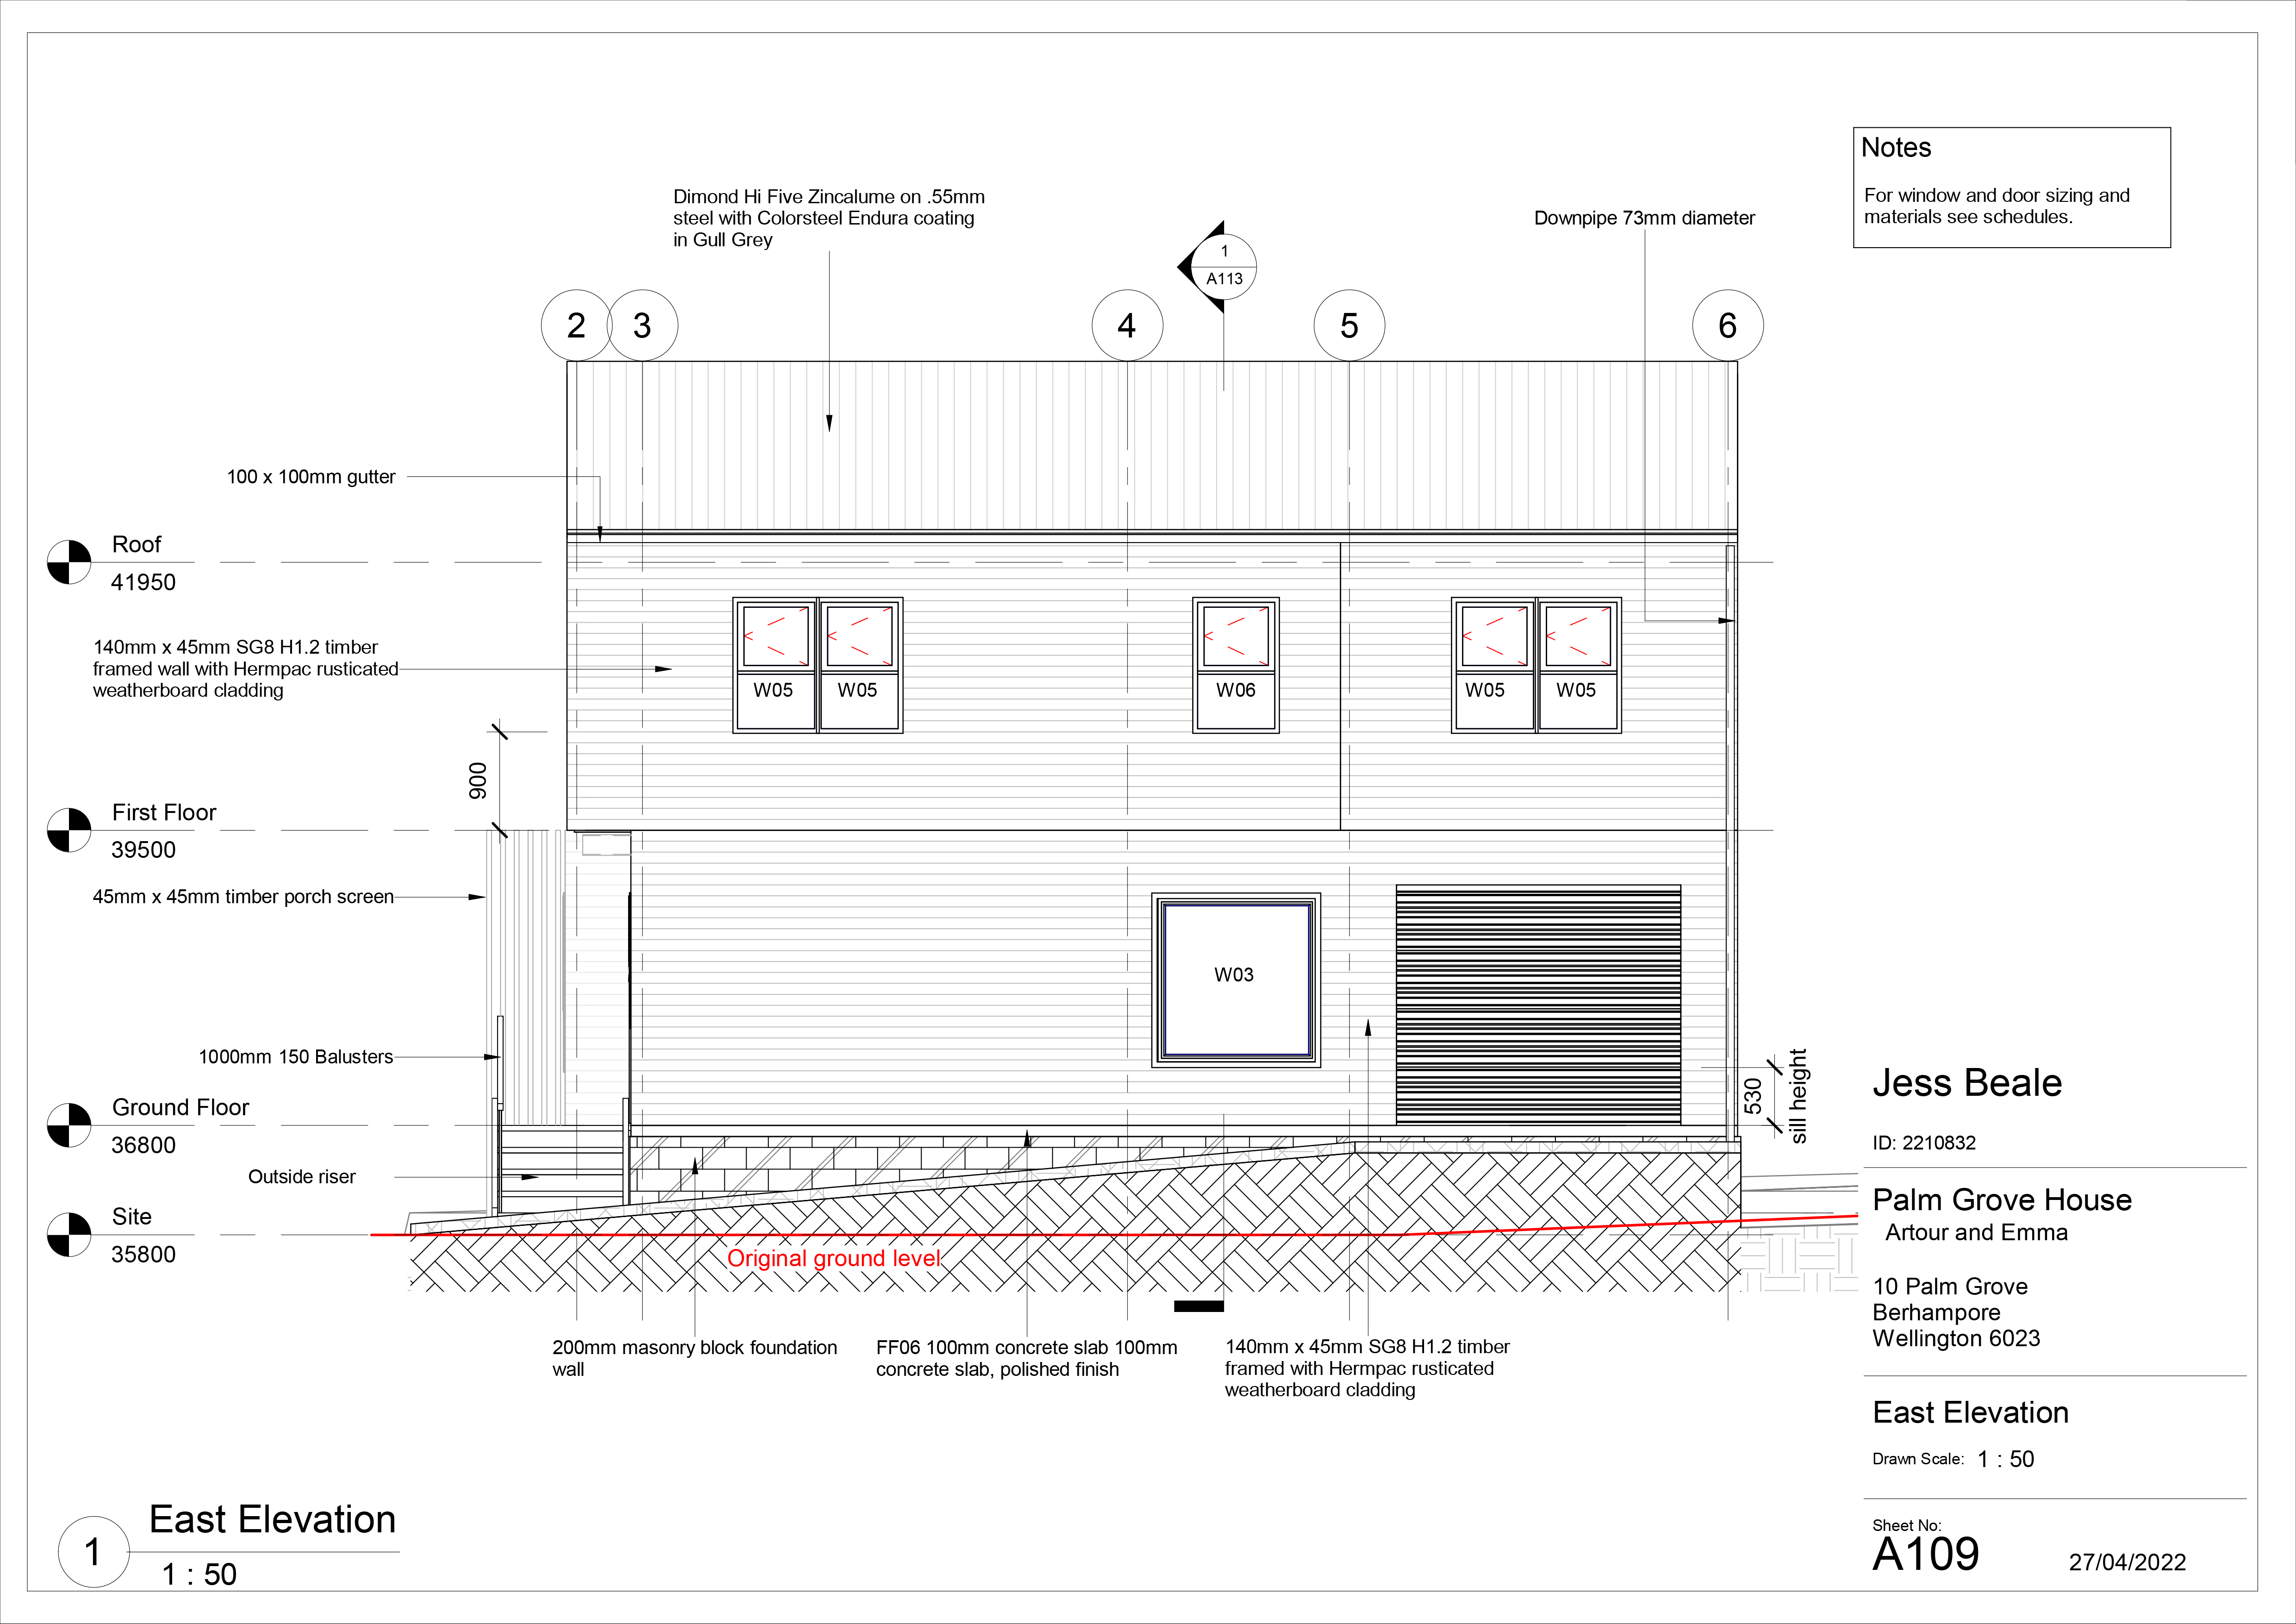 Notes
For window and door sizing and
materials see schedules.
Dimond Hi Five Zincalume on .55mm
steel with Colorsteel Endura coating
in Gull Grey
1
A113
Downpipe 73mm diameter
2
3
4
5
6
100 x 100mm gutter
Roof
41950
140mm x 45mm SG8 H1.2 timber
framed wall with Hermpac rusticated
weatherboard cladding
W05
W05
W06
W05
W05
900
First Floor
39500
45mm x 45mm timber porch screen
W03
1000mm 150 Balusters
Ground Floor
36800
530
sill height
Outside riser
Site
35800
Original ground level
200mm masonry block foundation
wall
FF06 100mm concrete slab 100mm
concrete slab, polished finish
140mm x 45mm SG8 H1.2 timber
framed with Hermpac rusticated
weatherboard cladding
Jess Beale
ID: 2210832
Palm Grove House
Artour and Emma
10 Palm Grove
Berhampore
Wellington 6023
East Elevation
Drawn Scale: 1 : 50
Sheet No:
A109
27/04/2022
1
East Elevation
1 : 50